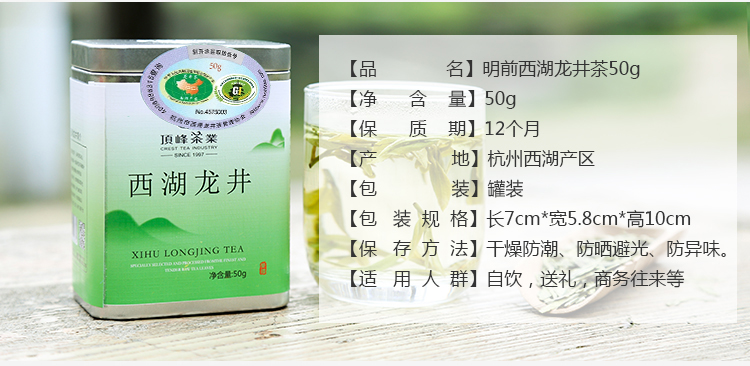 50g
No.4575003
頂峰茶業
CREST TEA INDUSTRY
SINCE 1997
西湖龙井
XIHU LONGJING TEA
净含量:50g
【品 名】明前西湖龙井茶50g
【净 含 量】50g
【保 质 期】12个月
【产 地】杭州西湖产区
【包 装】罐装
【包 装 规 格】长7cm*宽5.8cm*高10cm
【保 存 方 法】干燥防潮、防晒避光、防异味。
【适 用 人 群】自饮，送礼，商务往来等